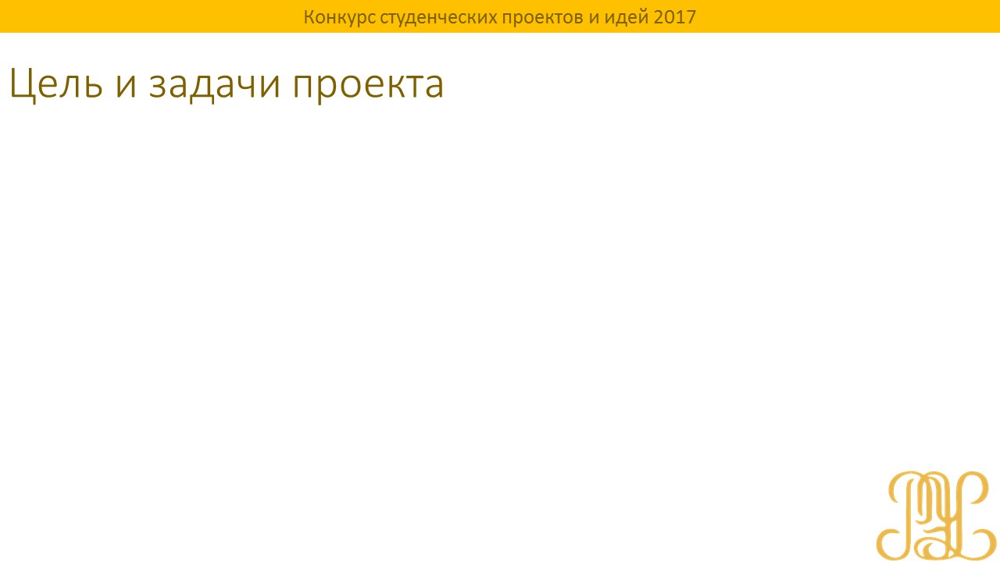 Конкурс студенческих проектов и идей 2017
Цель и задачи проекта